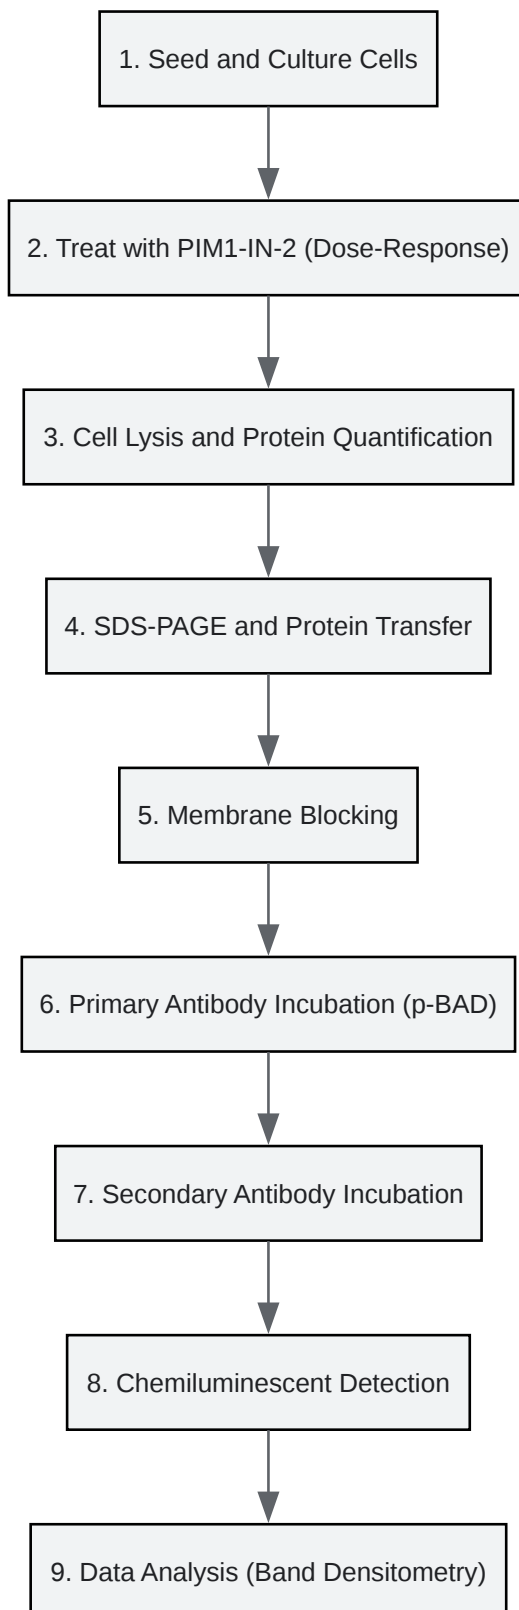 1. Seed and Culture Cells
2. Treat with PIM1-IN-2 (Dose-Response)
3. Cell Lysis and Protein Quantification
4. SDS-PAGE and Protein Transfer
5. Membrane Blocking
6. Primary Antibody Incubation (p-BAD)
7. Secondary Antibody Incubation
8. Chemiluminescent Detection
9. Data Analysis (Band Densitometry)